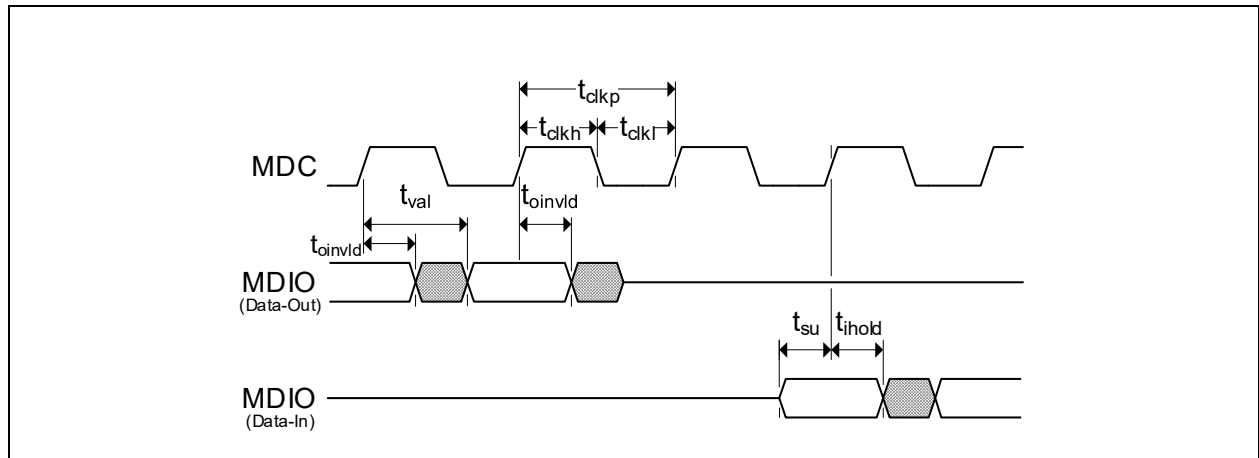 tclkp
tclkh tclkl
MDC
tval toinvld
toinvld
MDIO
(Data-Out)
tsu tihold
MDIO
(Data-In)